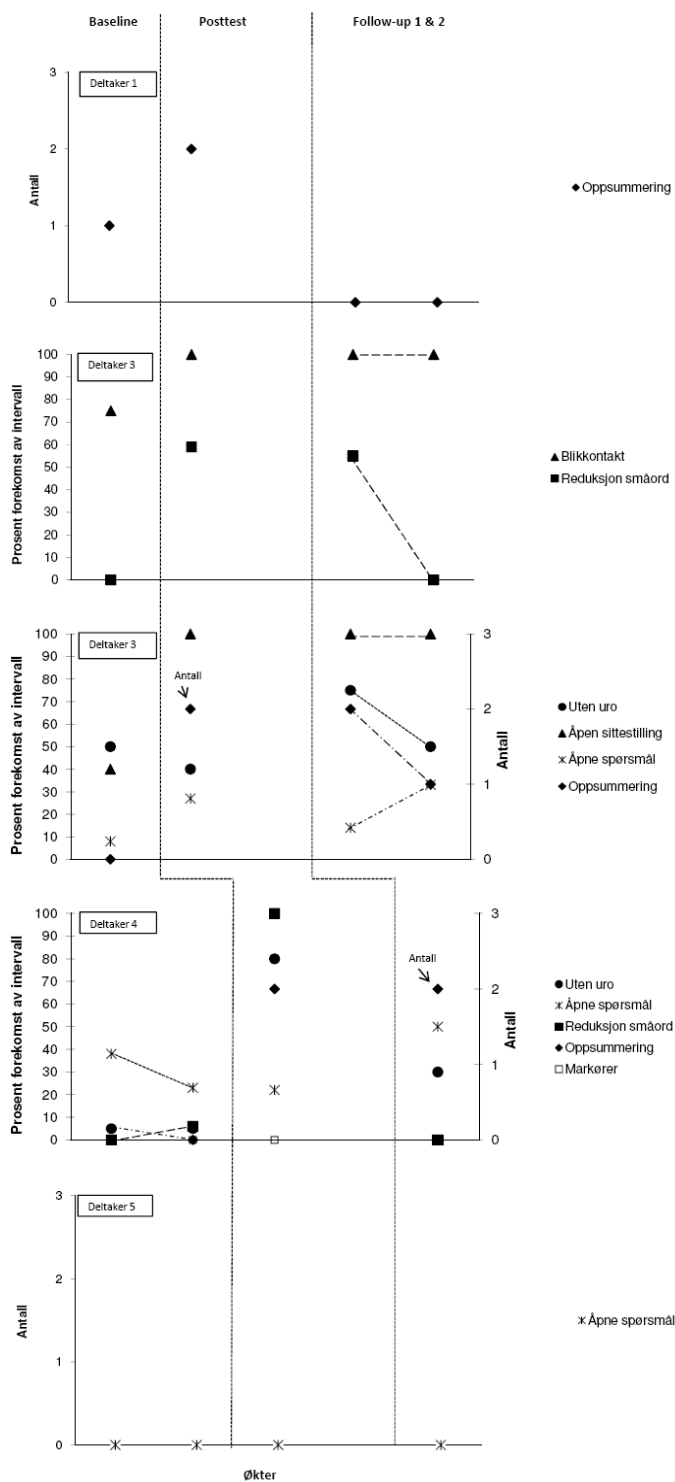 Baseline Posttest Follow-up 1 & 2
Deltaker 1
3
2
1
0
Antall
Oppsummering
Deltaker 3
100
90
80
70
60
50
40
30
20
10
0
Prosent forekomst av intervall
Blikkontakt
Reduksjon småord
Deltaker 3
100
90
80
70
60
50
40
30
20
10
0
Prosent forekomst av intervall
Antall
3
2
1
0
Antall
Uten uro
Åpen sittestilling
Åpne spørsmål
Oppsummering
Deltaker 4
100
90
80
70
60
50
40
30
20
10
0
Prosent forekomst av intervall
Antall
3
2
1
0
Antall
Uten uro
Åpne spørsmål
Reduksjon småord
Oppsummering
Markører
Deltaker 5
3
2
1
0
Antall
Åpne spørsmål
Økter